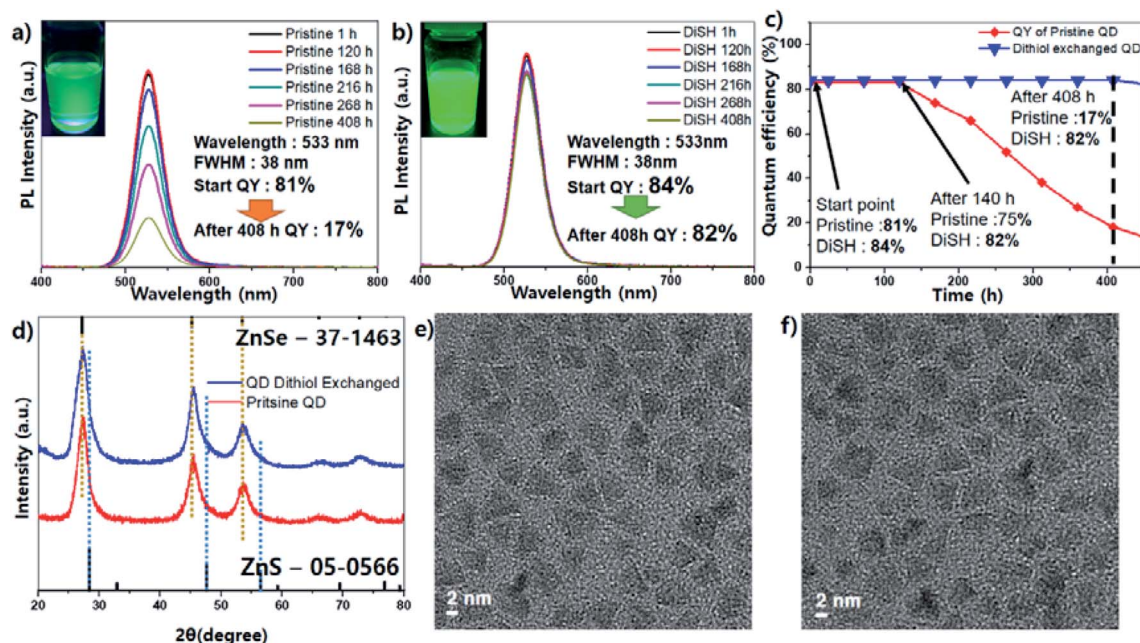 a)
Pristine 1 h
Pristine 120 h
Pristine 168 h
Pristine 216 h
Pristine 268 h
Pristine 408 h
Wavelength : 533 nm
FWHM : 38 nm
Start QY : 81%
After 408 h QY : 17%
PL Intensity (a.u.)
400 500 600 700 800
Wavelength (nm)
b)
DiSH 1h
DiSH 120h
DiSH 168h
DiSH 216h
DiSH 268h
DiSH 408h
Wavelength : 533nm
FWHM : 38nm
Start QY : 84%
After 408h QY : 82%
PL Intensity (a.u.)
400 500 600 700 800
Wavelength (nm)
c)
QY of Pristine QD
Dithiol exchanged QD
100
80
60
40
20
0
Quantum efficiency (%)
After 408 h
Pristine :17%
DiSH : 82%
Start point
Pristine :81%
DiSH : 84%
After 140 h
Pristine :75%
DiSH : 82%
0 100 200 300 400
Time (h)
d)
ZnSe – 37-1463
QD Dithiol Exchanged
Pritsine QD
ZnS – 05-0566
Intensity (a.u.)
20 30 40 50 60 70 80
2θ(degree)
e)
2 nm
f)
2 nm